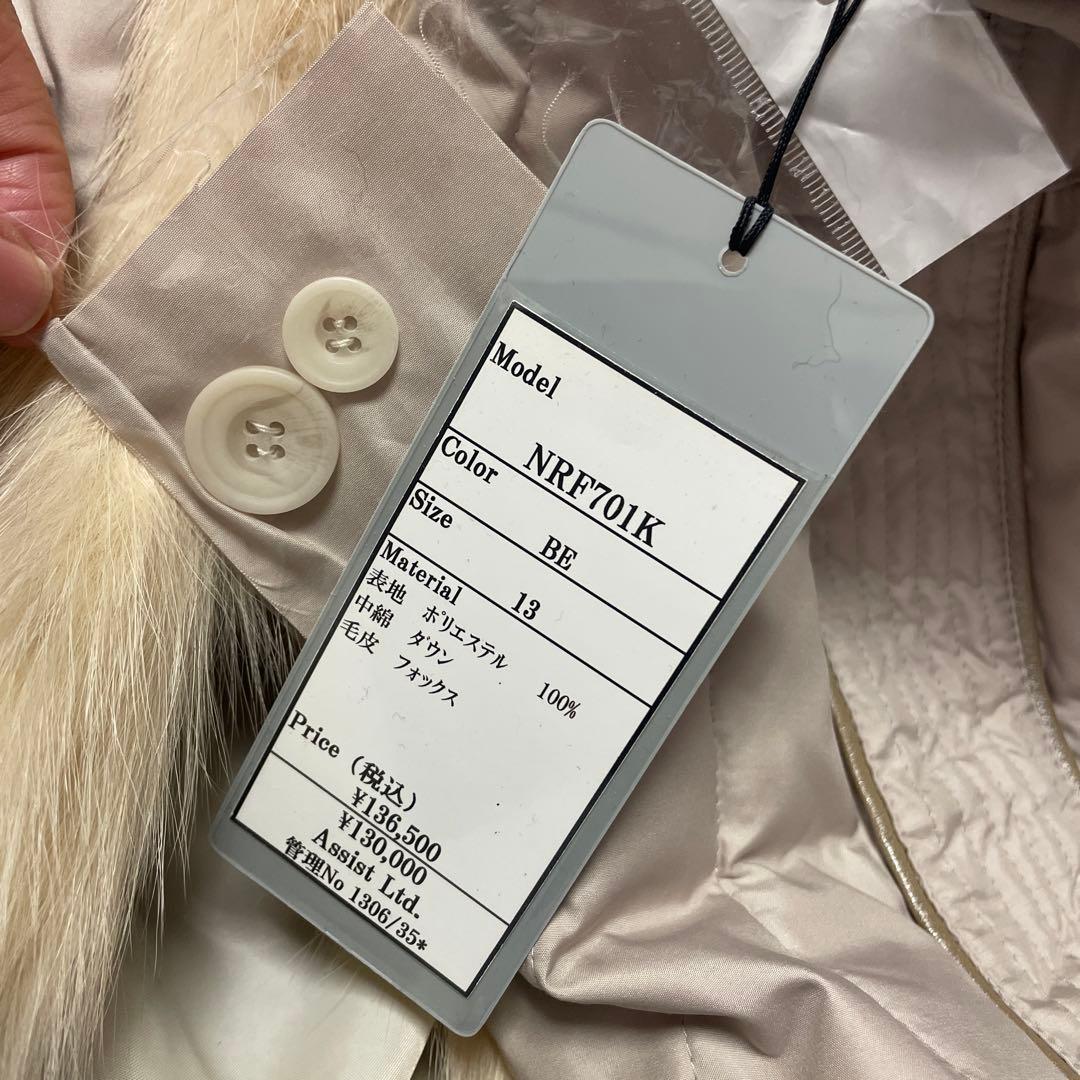 Model
NRF701K
Color
BE
Size
13
Material
表地 ポリエステル 100%
中綿 ダウン
毛皮 フォックス
Price (税込)
¥136,500
¥130,000
Assist Ltd.
管理No 1306/35*